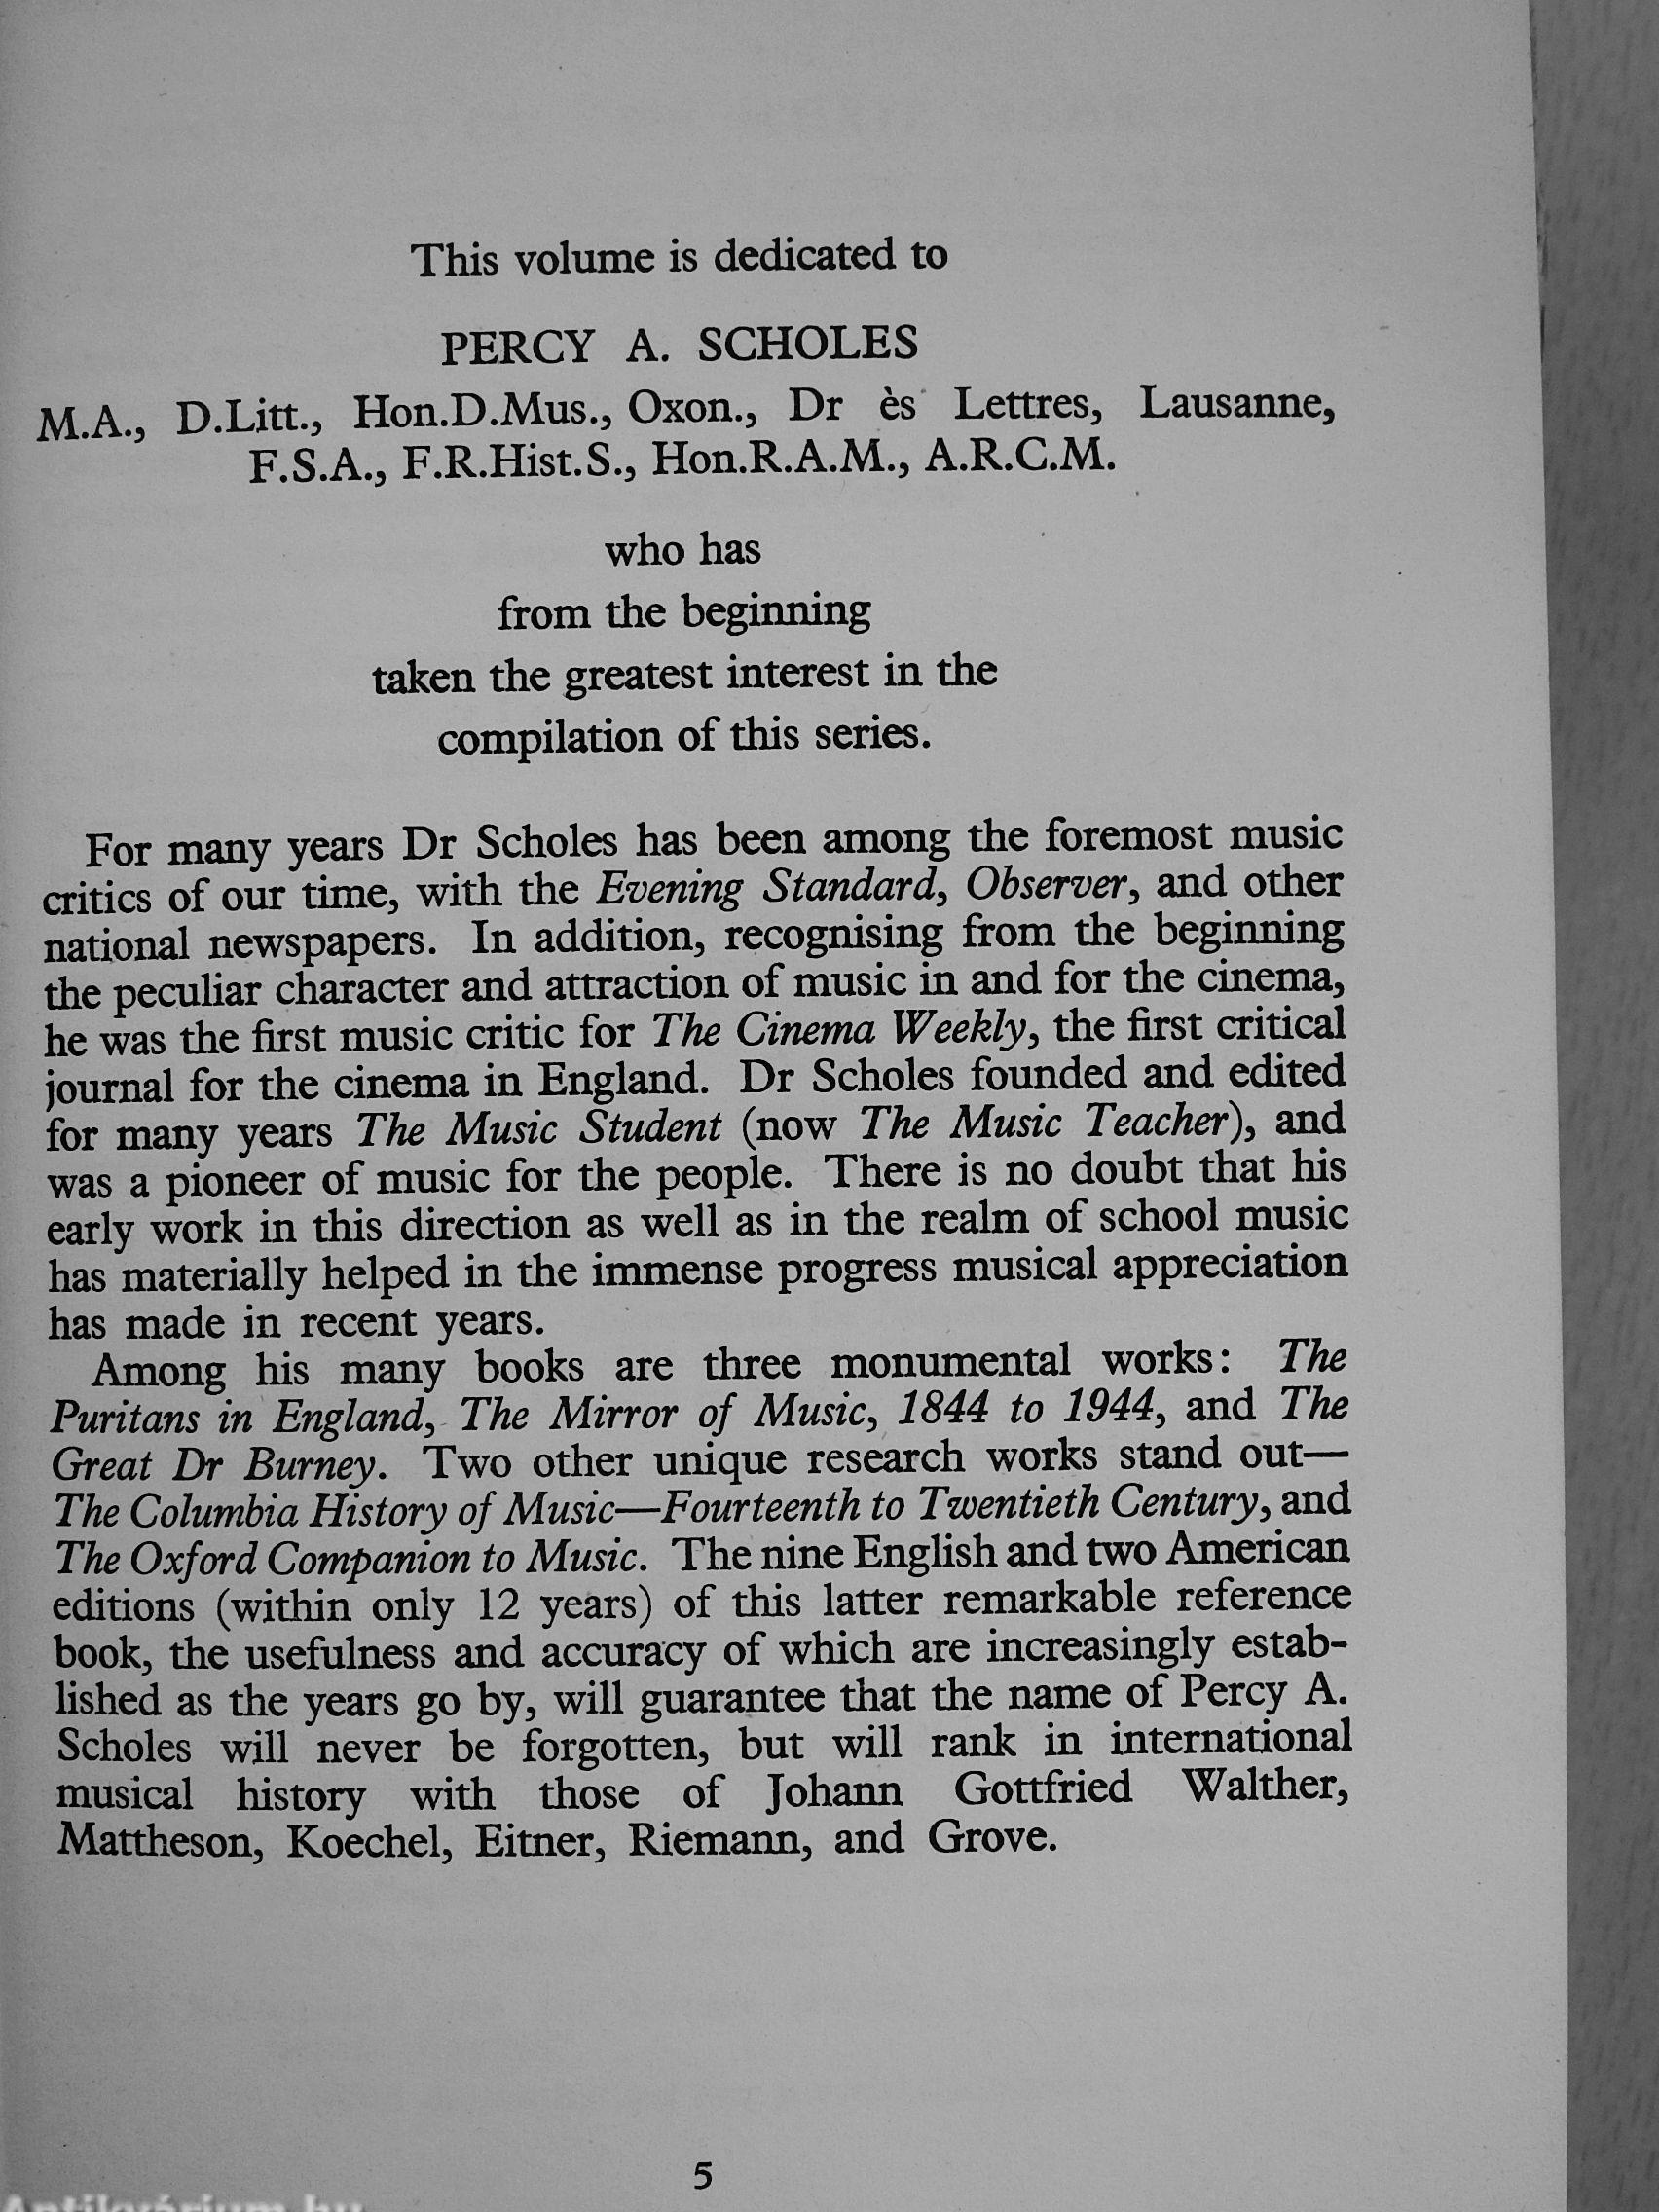 This volume is dedicated to
PERCY A. SCHOLES
M.A., D.Litt., Hon.D.Mus., Oxon., Dr ès Lettres, Lausanne,
F.S.A., F.R.Hist.S., Hon.R.A.M., A.R.C.M.
who has
from the beginning
taken the greatest interest in the
compilation of this series.
For many years Dr Scholes has been among the foremost music
critics of our time, with the Evening Standard, Observer, and other
national newspapers. In addition, recognising from the beginning
the peculiar character and attraction of music in and for the cinema,
he was the first music critic for The Cinema Weekly, the first critical
journal for the cinema in England. Dr Scholes founded and edited
for many years The Music Student (now The Music Teacher), and
was a pioneer of music for the people. There is no doubt that his
early work in this direction as well as in the realm of school music
has materially helped in the immense progress musical appreciation
has made in recent years.
Among his many books are three monumental works: The
Puritans in England, The Mirror of Music, 1844 to 1944, and The
Great Dr Burney. Two other unique research works stand out—
The Columbia History of Music—Fourteenth to Twentieth Century, and
The Oxford Companion to Music. The nine English and two American
editions (within only 12 years) of this latter remarkable reference
book, the usefulness and accuracy of which are increasingly estab-
lished as the years go by, will guarantee that the name of Percy A.
Scholes will never be forgotten, but will rank in international
musical history with those of Johann Gottfried Walther,
Mattheson, Koechel, Eitner, Riemann, and Grove.
5
Antikvárium.hu